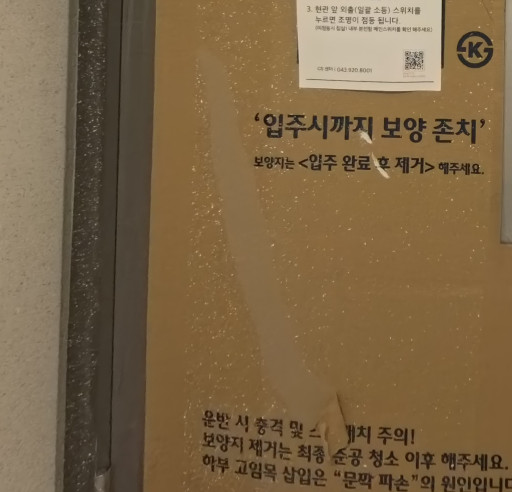 3. 현관 앞 외출(일괄 소등) 스위치를
누르면 조명이 점등 됩니다.
K
‘입주시까지 보양 존치’
보양지는 <입주 완료 후 제거> 해주세요.
운반 시 충격 및 배치 주의!
보양지 제거는 최종 준공 청소 이후 해주세요.
하부 고임목 삽입은 “문짝 파손”의 원인입니다